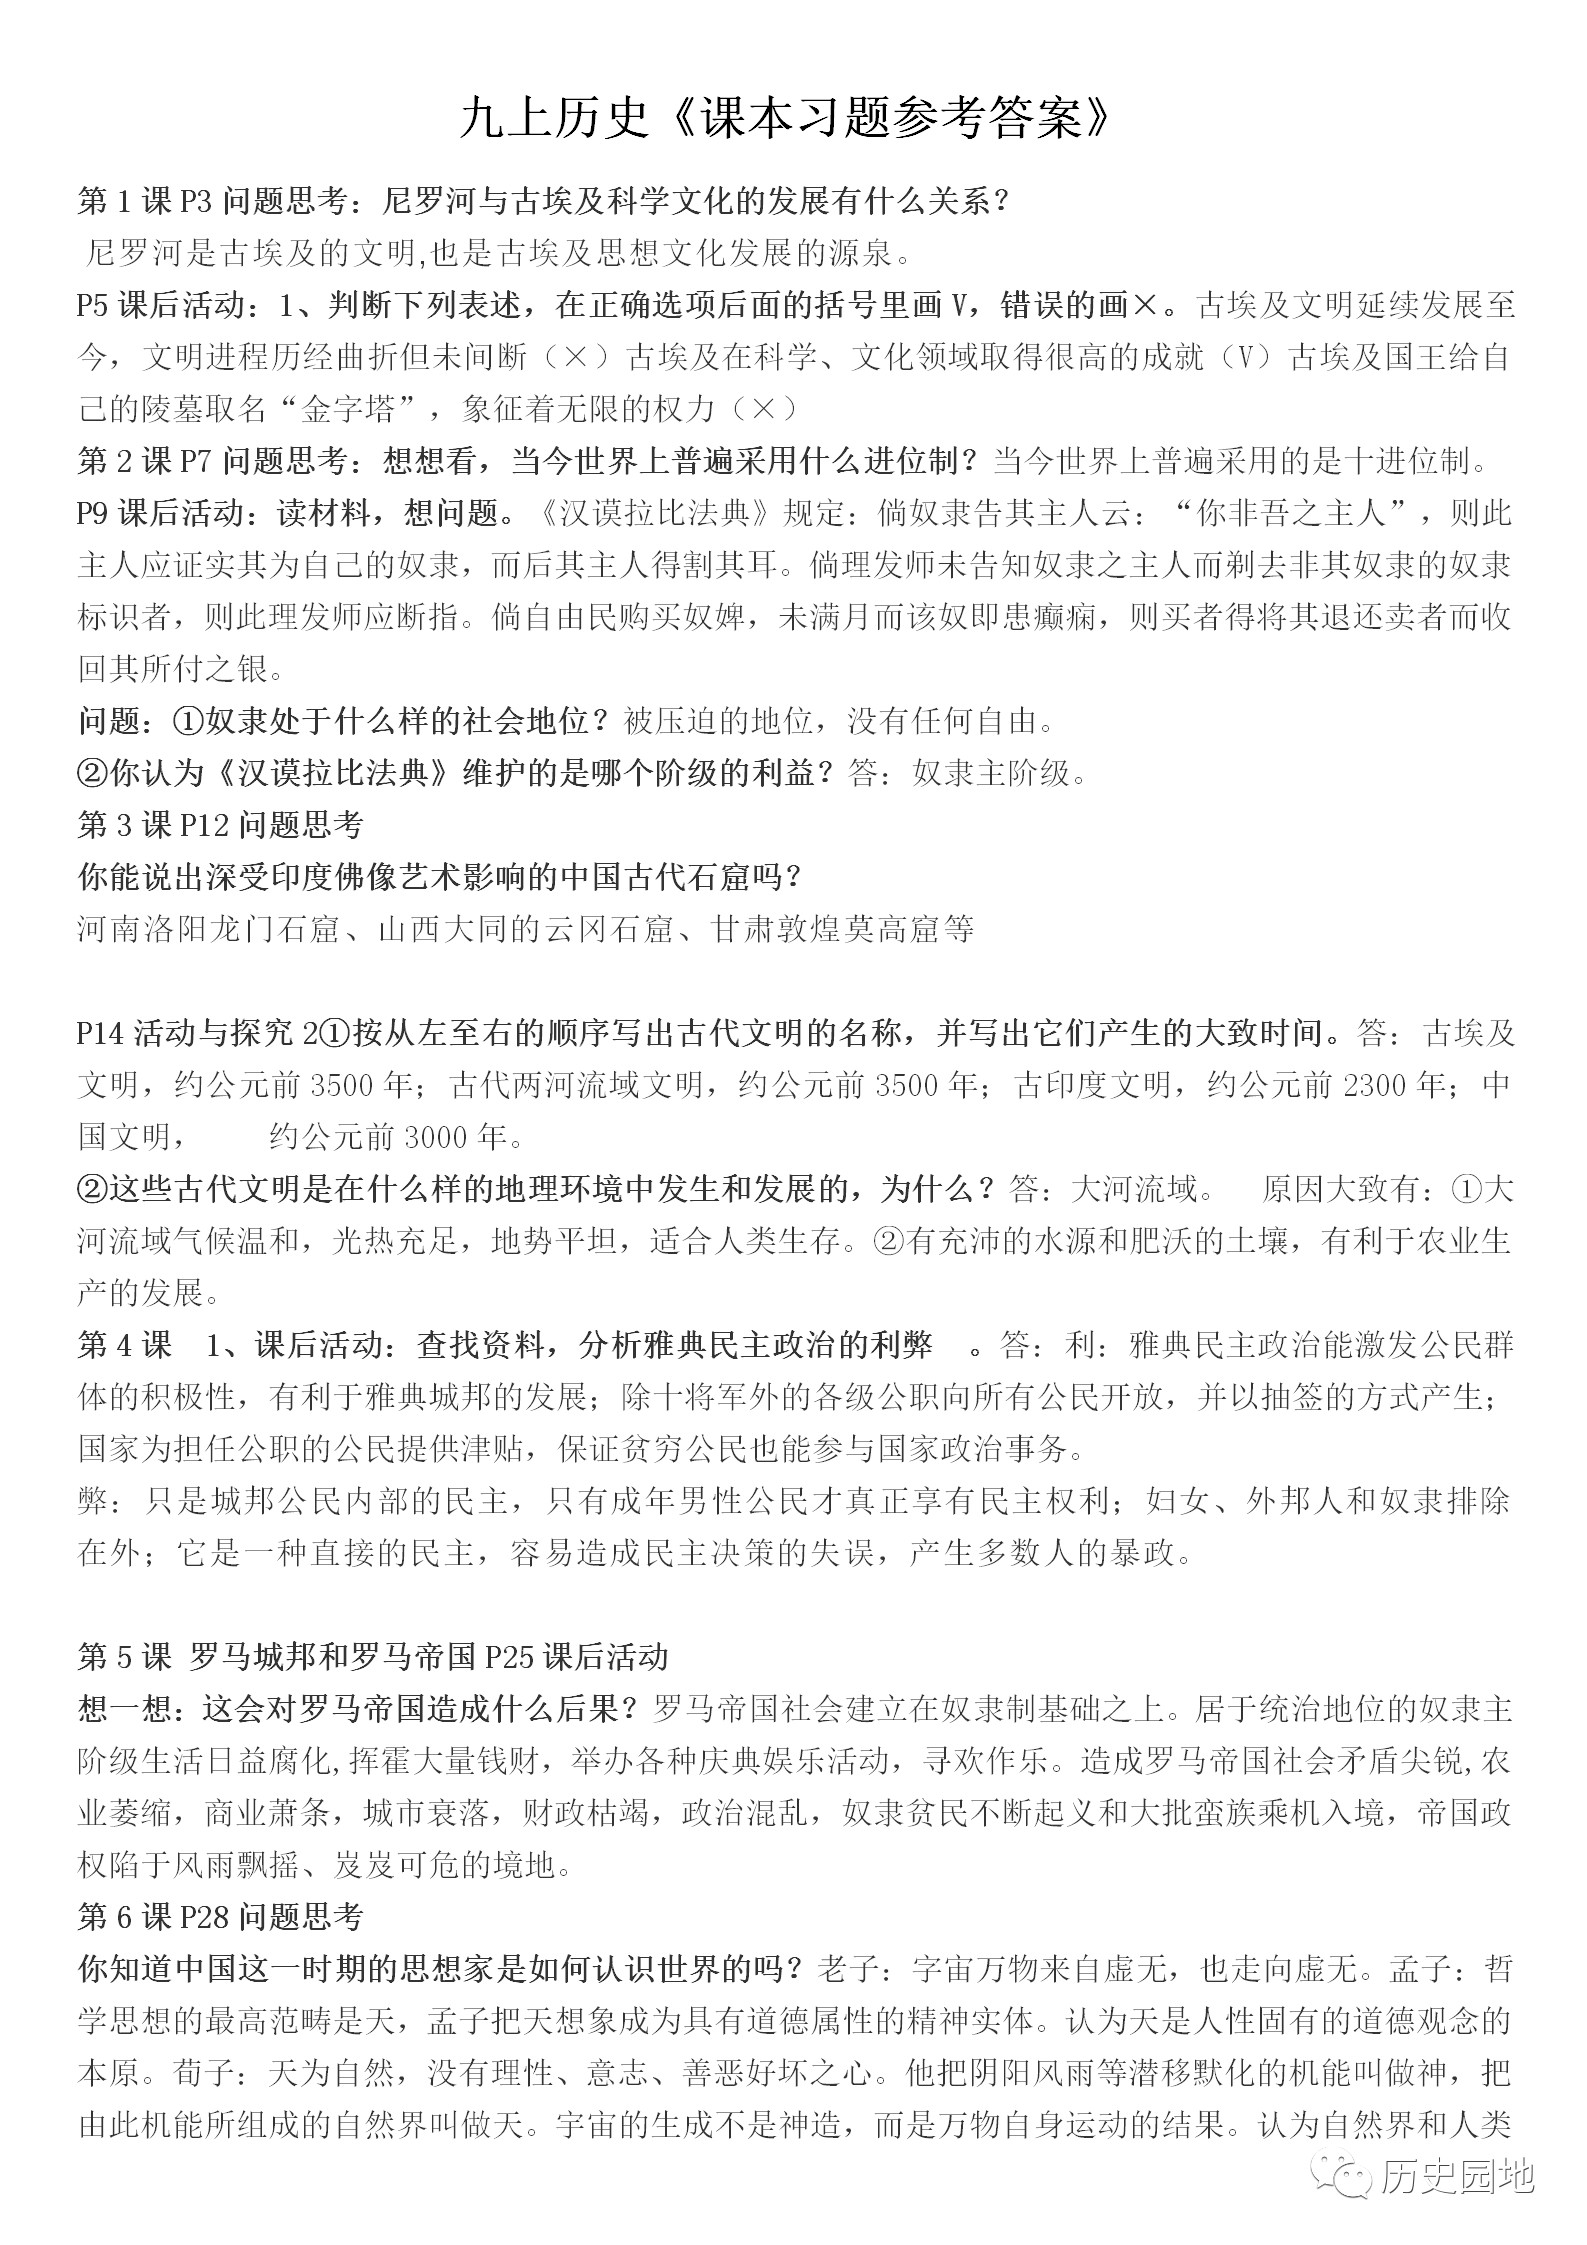 九上历史《课本习题参考答案》
第 1 课 P3 问题思考：尼罗河与古埃及科学文化的发展有什么关系？
尼罗河是古埃及的文明,也是古埃及思想文化发展的源泉。
P5 课后活动：1、判断下列表述，在正确选项后面的括号里画 V，错误的画×。古埃及文明延续发展至
今，文明进程历经曲折但未间断（×）古埃及在科学、文化领域取得很高的成就（V）古埃及国王给自
己的陵墓取名“金字塔”，象征着无限的权力（×）
第 2 课 P7 问题思考：想想看，当今世界上普遍采用什么进位制？当今世界上普遍采用的是十进位制。
P9 课后活动：读材料，想问题。《汉谟拉比法典》规定：倘奴隶告其主人云：“你非吾之主人”，则此
主人应证实其为自己的奴隶，而后其主人得割其耳。倘理发师未告知奴隶之主人而剃去非其奴隶的奴隶
标识者，则此理发师应断指。倘自由民购买奴婢，未满月而该奴即患癫痫，则买者得将其退还卖者而收
回其所付之银。
问题：①奴隶处于什么样的社会地位？被压迫的地位，没有任何自由。
②你认为《汉谟拉比法典》维护的是哪个阶级的利益？答：奴隶主阶级。
第 3 课 P12 问题思考
你能说出深受印度佛像艺术影响的中国古代石窟吗？
河南洛阳龙门石窟、山西大同的云冈石窟、甘肃敦煌莫高窟等
P14 活动与探究 2①按从左至右的顺序写出古代文明的名称，并写出它们产生的大致时间。答：古埃及
文明，约公元前 3500 年；古代两河流域文明，约公元前 3500 年；古印度文明，约公元前 2300 年；中
国文明，　　约公元前 3000 年。
②这些古代文明是在什么样的地理环境中发生和发展的，为什么？答：大河流域。　原因大致有：①大
河流域气候温和，光热充足，地势平坦，适合人类生存。②有充沛的水源和肥沃的土壤，有利于农业生
产的发展。
第 4 课　1、课后活动：查找资料，分析雅典民主政治的利弊　。答：利：雅典民主政治能激发公民群
体的积极性，有利于雅典城邦的发展；除十将军外的各级公职向所有公民开放，并以抽签的方式产生；
国家为担任公职的公民提供津贴，保证贫穷公民也能参与国家政治事务。
弊：只是城邦公民内部的民主，只有成年男性公民才真正享有民主权利；妇女、外邦人和奴隶排除
在外；它是一种直接的民主，容易造成民主决策的失误，产生多数人的暴政。
第 5 课 罗马城邦和罗马帝国 P25 课后活动
想一想：这会对罗马帝国造成什么后果？罗马帝国社会建立在奴隶制基础之上。居于统治地位的奴隶主
阶级生活日益腐化,挥霍大量钱财，举办各种庆典娱乐活动，寻欢作乐。造成罗马帝国社会矛盾尖锐,农
业萎缩，商业萧条，城市衰落，财政枯竭，政治混乱，奴隶贫民不断起义和大批蛮族乘机入境，帝国政
权陷于风雨飘摇、岌岌可危的境地。
第 6 课 P28 问题思考
你知道中国这一时期的思想家是如何认识世界的吗？老子：宇宙万物来自虚无，也走向虚无。孟子：哲
学思想的最高范畴是天，孟子把天想象成为具有道德属性的精神实体。认为天是人性固有的道德观念的
本原。荀子：天为自然，没有理性、意志、善恶好坏之心。他把阴阳风雨等潜移默化的机能叫做神，把
由此机能所组成的自然界叫做天。宇宙的生成不是神造，而是万物自身运动的结果。认为自然界和人类
历史园地